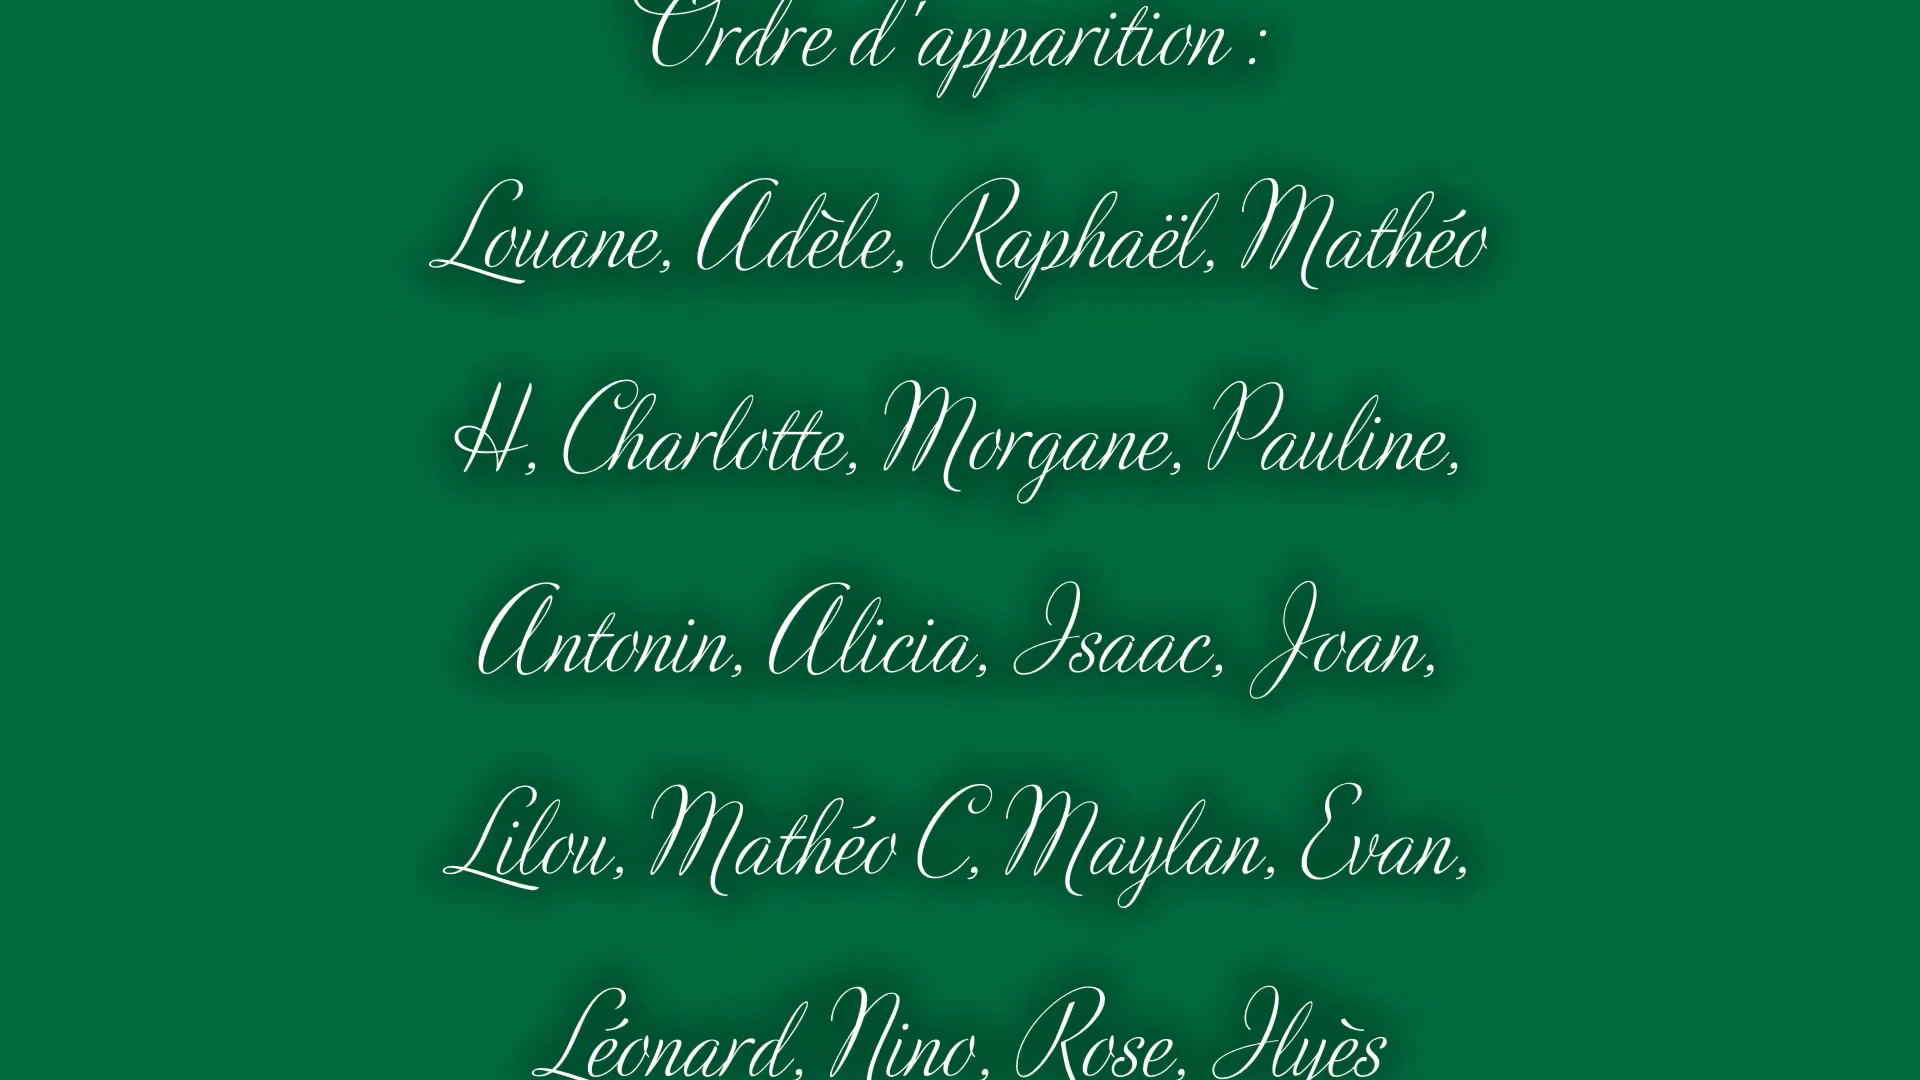 Ordre d'apparition :
Louane, Adèle, Raphaël, Mathéo
H, Charlotte, Morgane, Pauline,
Antonin, Alicia, Isaac, Joan,
Lilou, Mathéo C, Maylan, Evan,
Léonard, Nino, Rose, Ilyès